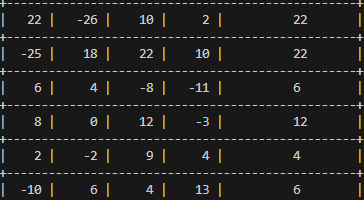 | 22 | -26 | 10 | 2 | 22 |
| -25 | 18 | 22 | 10 | 22 |
| 6 | 4 | -8 | -11 | 6 |
| 8 | 0 | 12 | -3 | 12 |
| 2 | -2 | 9 | 4 | 4 |
| -10 | 6 | 4 | 13 | 6 |